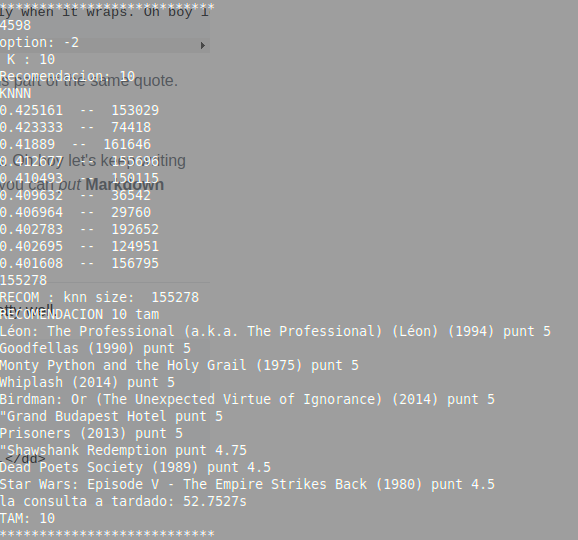 ly when it wraps. Oh boy l
***************************
4598
option: -2
K : 10
Recomendacion: 10
s part of the same quote.
KNNN
0.425161 -- 153029
0.423333 -- 74418
0.41889 -- 161646
0.412677 -- 155696
boy let's keep writing
0.410493 -- 150115
you can put Markdown
0.409632 -- 36542
0.406964 -- 29760
0.402783 -- 192652
0.402695 -- 124951
0.401608 -- 156795
155278
RECOM : knn size: 155278
well
RECOMENDACION 10 tam
Léon: The Professional (a.k.a. The Professional) (Léon) (1994) punt 5
Goodfellas (1990) punt 5
Monty Python and the Holy Grail (1975) punt 5
Whiplash (2014) punt 5
Birdman: Or (The Unexpected Virtue of Ignorance) (2014) punt 5
"Grand Budapest Hotel punt 5
Prisoners (2013) punt 5
"Shawshank Redemption punt 4.75
</dd>
Dead Poets Society (1989) punt 4.5
Star Wars: Episode V - The Empire Strikes Back (1980) punt 4.5
la consulta a tardado: 52.7527s
TAM: 10
***************************